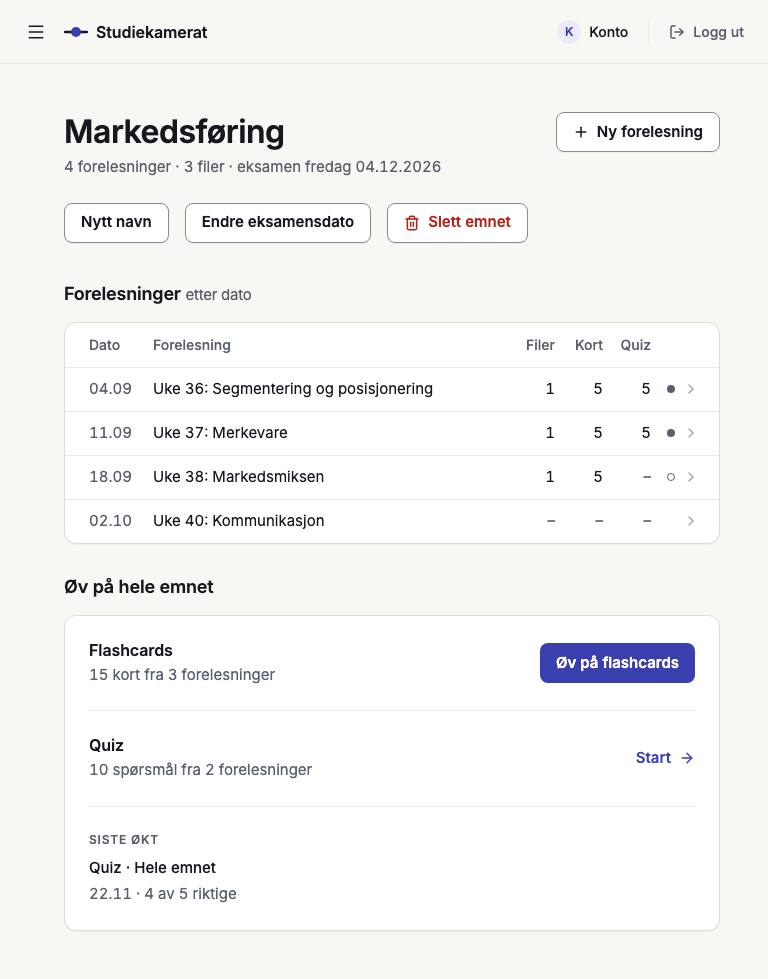 Studiekamerat
K Konto
Logg ut
Markedsføring
4 forelesninger · 3 filer · eksamen fredag 04.12.2026
+ Ny forelesning
Nytt navn
Endre eksamensdato
Slett emnet
Forelesninger etter dato
Dato Forelesning Filer Kort Quiz
04.09 Uke 36: Segmentering og posisjonering 1 5 5
11.09 Uke 37: Merkevare 1 5 5
18.09 Uke 38: Markedsmiksen 1 5 –
02.10 Uke 40: Kommunikasjon – – –
Øv på hele emnet
Flashcards
15 kort fra 3 forelesninger
Øv på flashcards
Quiz
10 spørsmål fra 2 forelesninger
Start →
SISTE ØKT
Quiz · Hele emnet
22.11 · 4 av 5 riktige